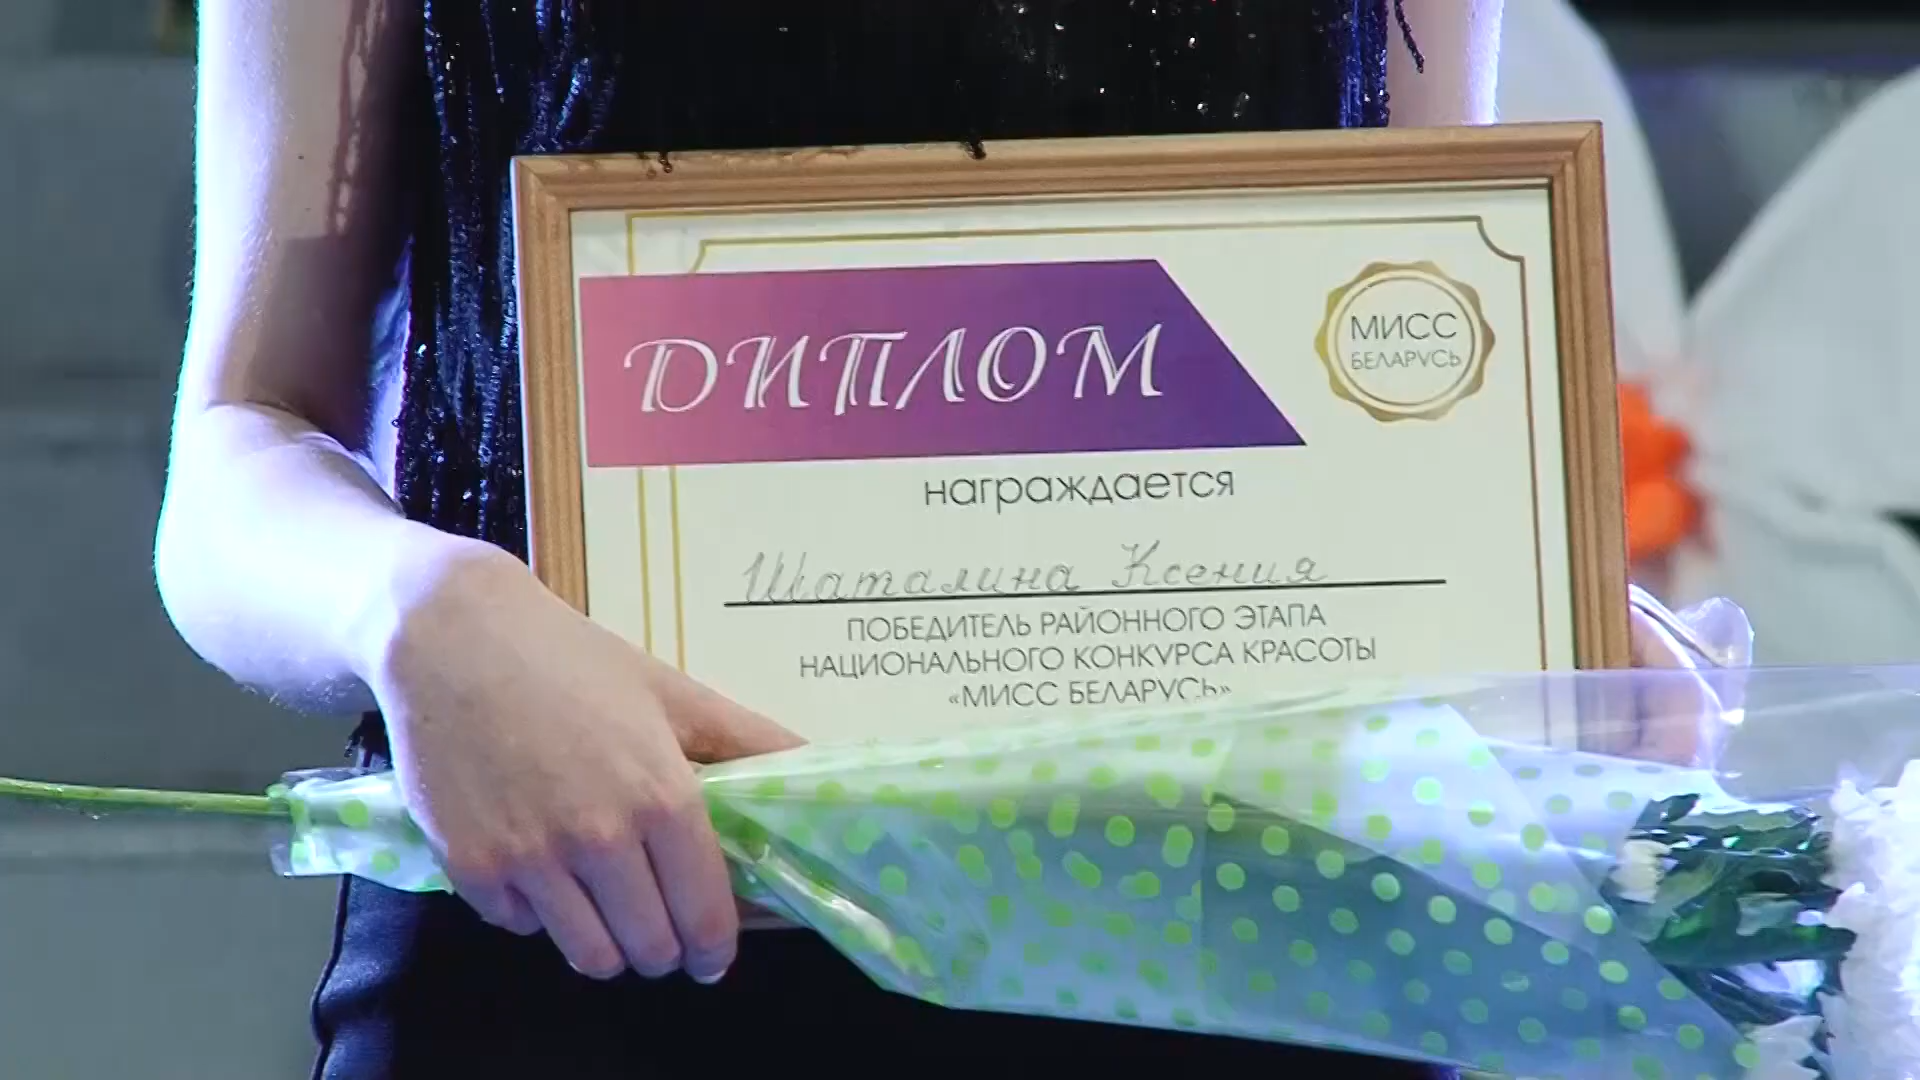 ДИПЛОМ
МИСС
БЕЛАРУСЬ
награждается
Шаталина Ксения
ПОБЕДИТЕЛЬ РАЙОННОГО ЭТАПА
НАЦИОНАЛЬНОГО КОНКУРСА КРАСОТЫ
«МИСС БЕЛАРУСЬ»